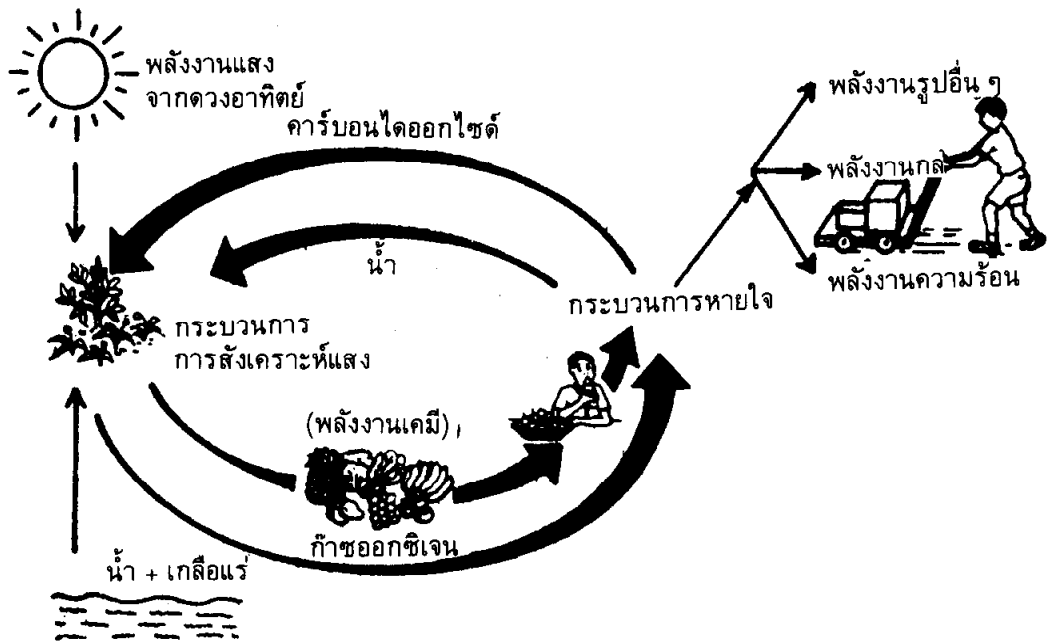 พลังงานแสง
จากดวงอาทิตย์
คาร์บอนไดออกไซด์
น้ำ
พลังงานรูปอื่น ๆ
พลังงานกล
พลังงานความร้อน
กระบวนการหายใจ
กระบวนการ
การสังเคราะห์แสง
(พลังงานเคมี)
ก๊าซออกซิเจน
น้ำ + เกลือแร่